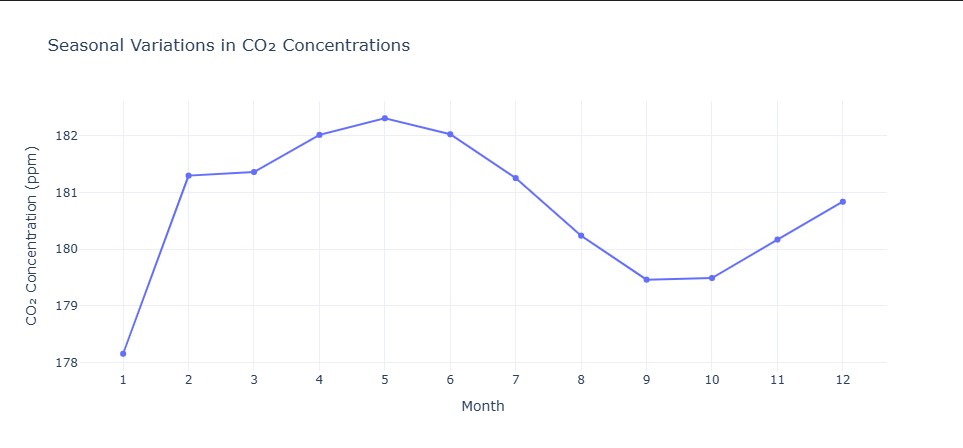 Seasonal Variations in CO₂ Concentrations
CO₂ Concentration (ppm)
182
181
180
179
178
1 2 3 4 5 6 7 8 9 10 11 12
Month